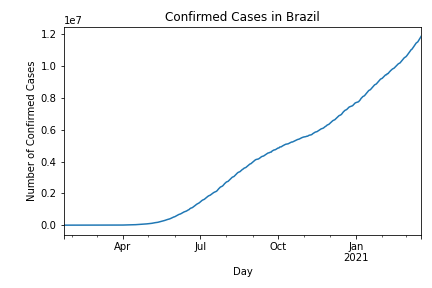 Confirmed Cases in Brazil
1e7
1.2
1.0
0.8
0.6
0.4
0.2
0.0
Number of Confirmed Cases
Apr
Jul
Oct
Jan
2021
Day